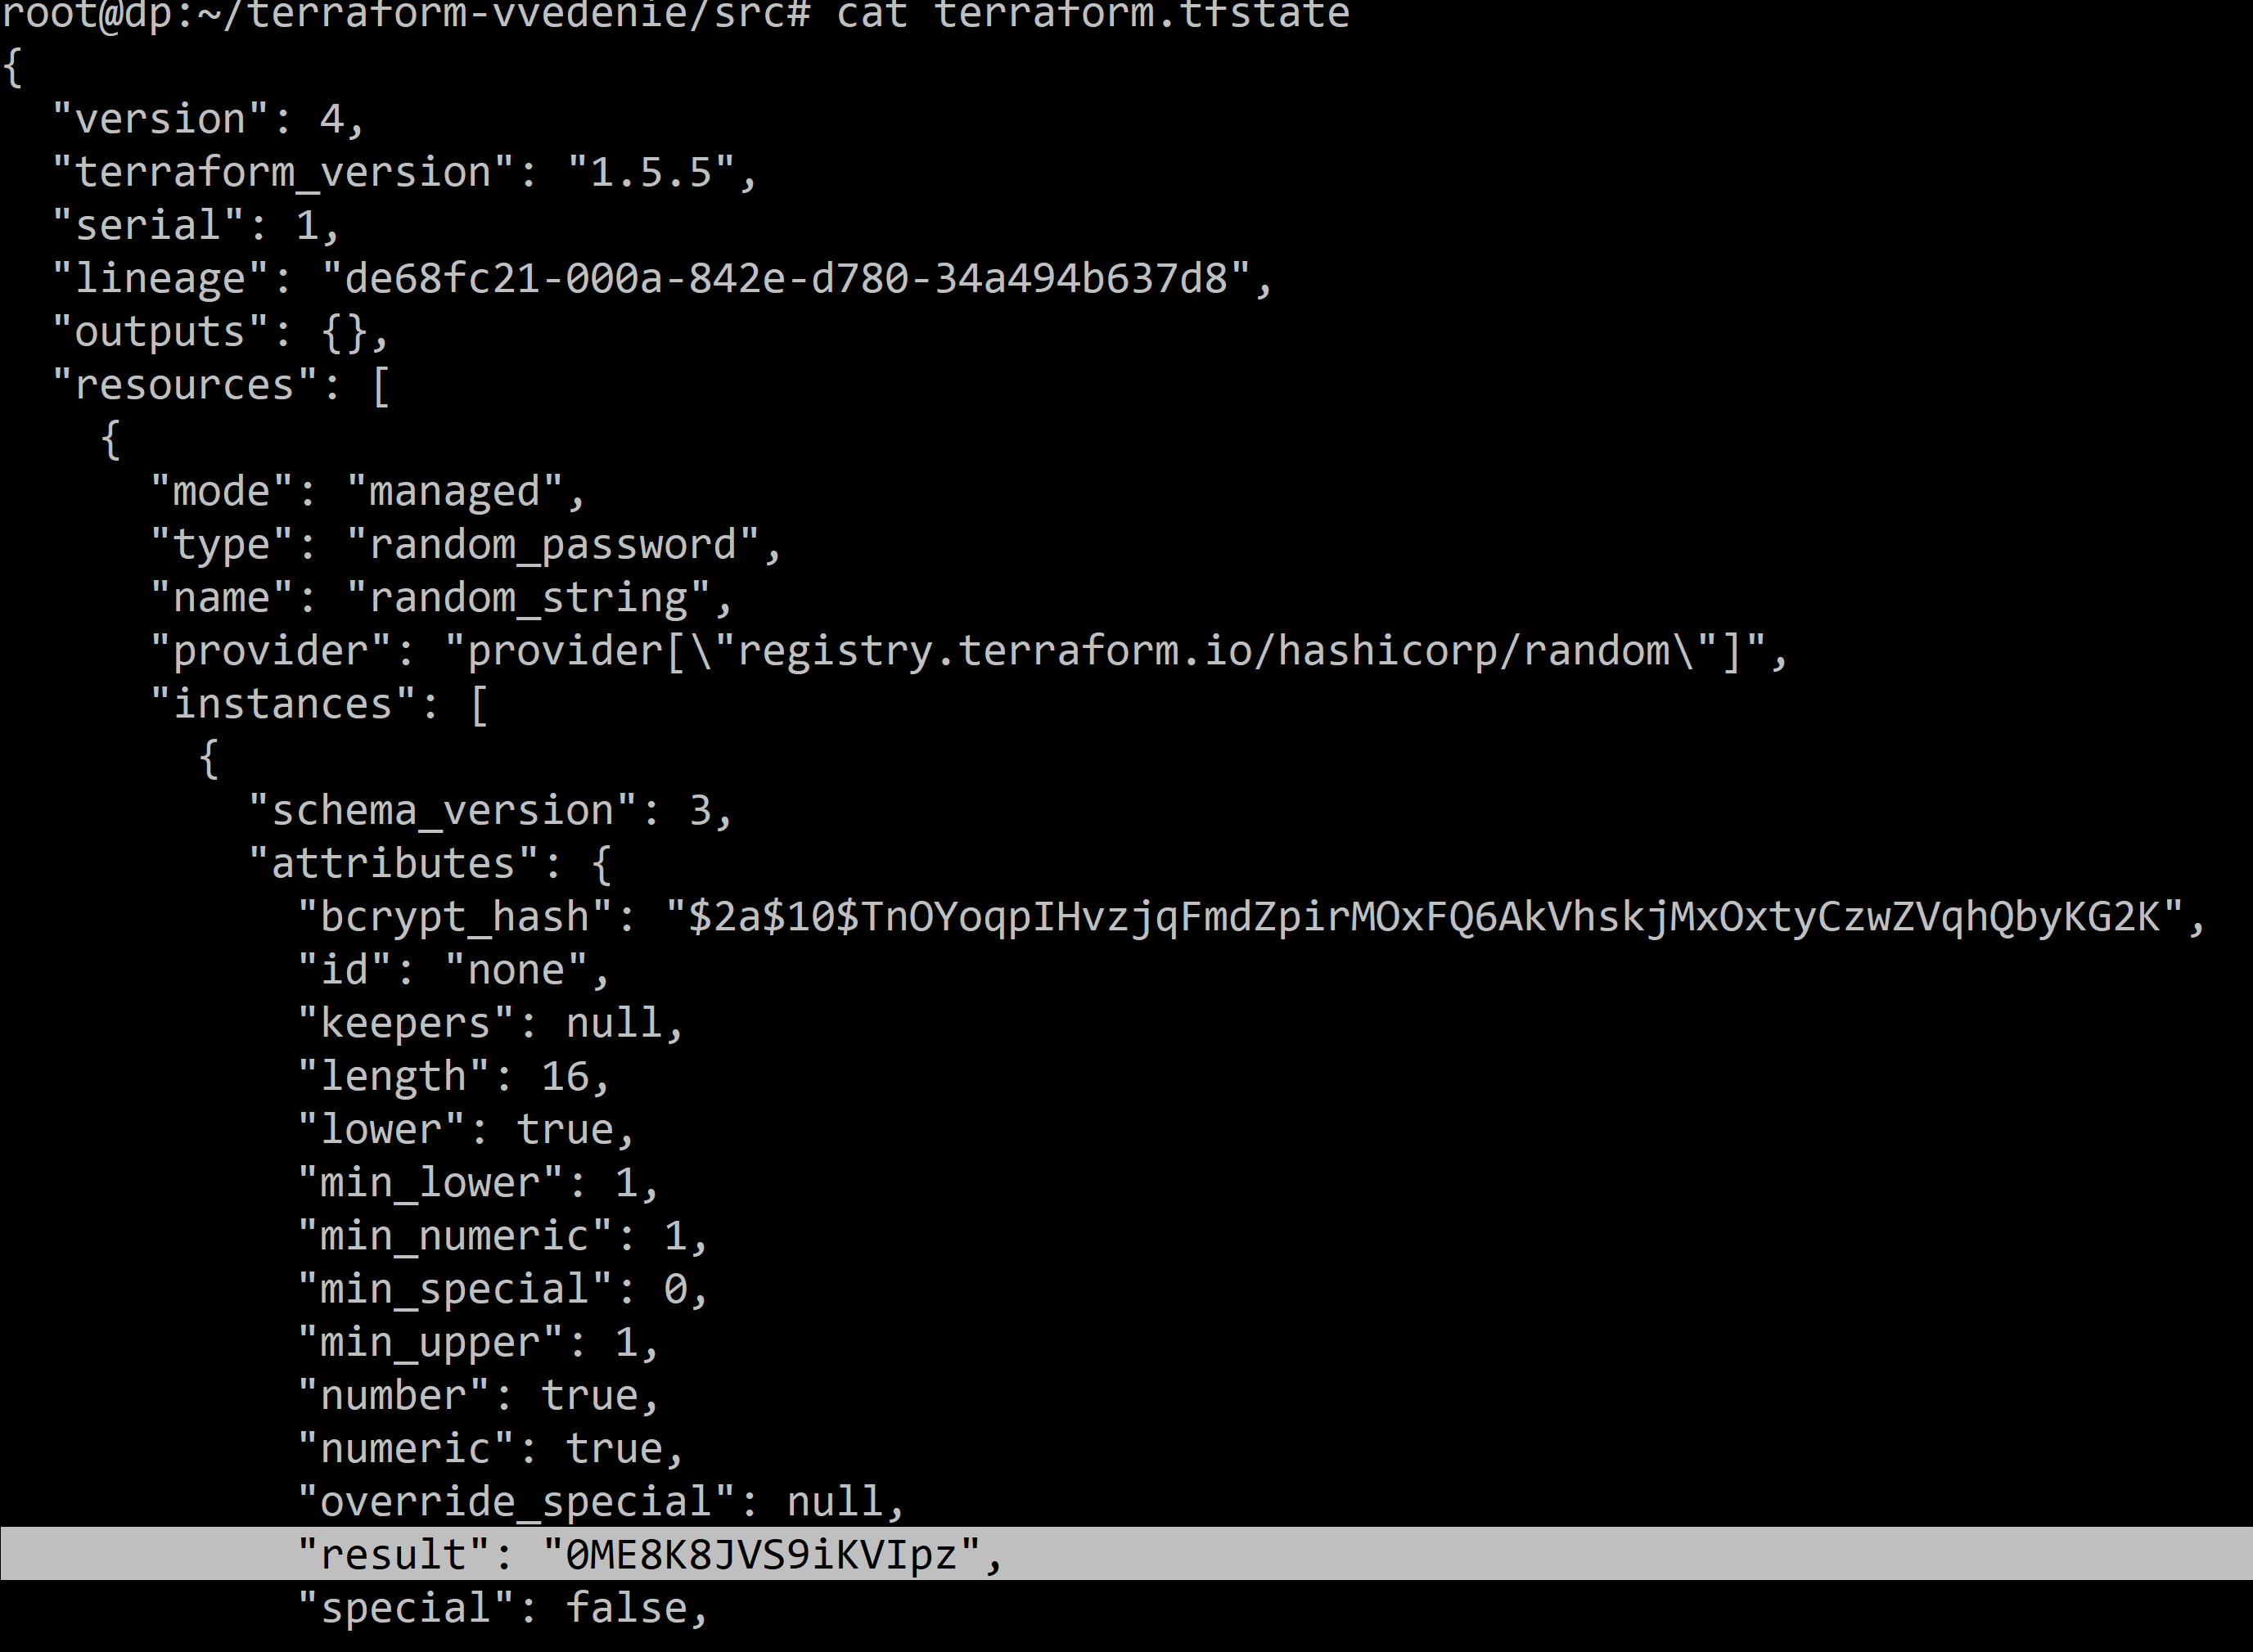 root@dp:~/terraform-vvedenie/src# cat terraform.tfstate
{
  "version": 4,
  "terraform_version": "1.5.5",
  "serial": 1,
  "lineage": "de68fc21-000a-842e-d780-34a494b637d8",
  "outputs": {},
  "resources": [
    {
      "mode": "managed",
      "type": "random_password",
      "name": "random_string",
      "provider": "provider[\"registry.terraform.io/hashicorp/random\"]",
      "instances": [
        {
          "schema_version": 3,
          "attributes": {
            "bcrypt_hash": "$2a$10$TnOYoqpIHvzjqFmdZpirMOxFQ6AkVhskjMxOxtyCzwZVqhQbyKG2K",
            "id": "none",
            "keepers": null,
            "length": 16,
            "lower": true,
            "min_lower": 1,
            "min_numeric": 1,
            "min_special": 0,
            "min_upper": 1,
            "number": true,
            "numeric": true,
            "override_special": null,
            "result": "0ME8K8JVS9iKVIpz",
            "special": false,